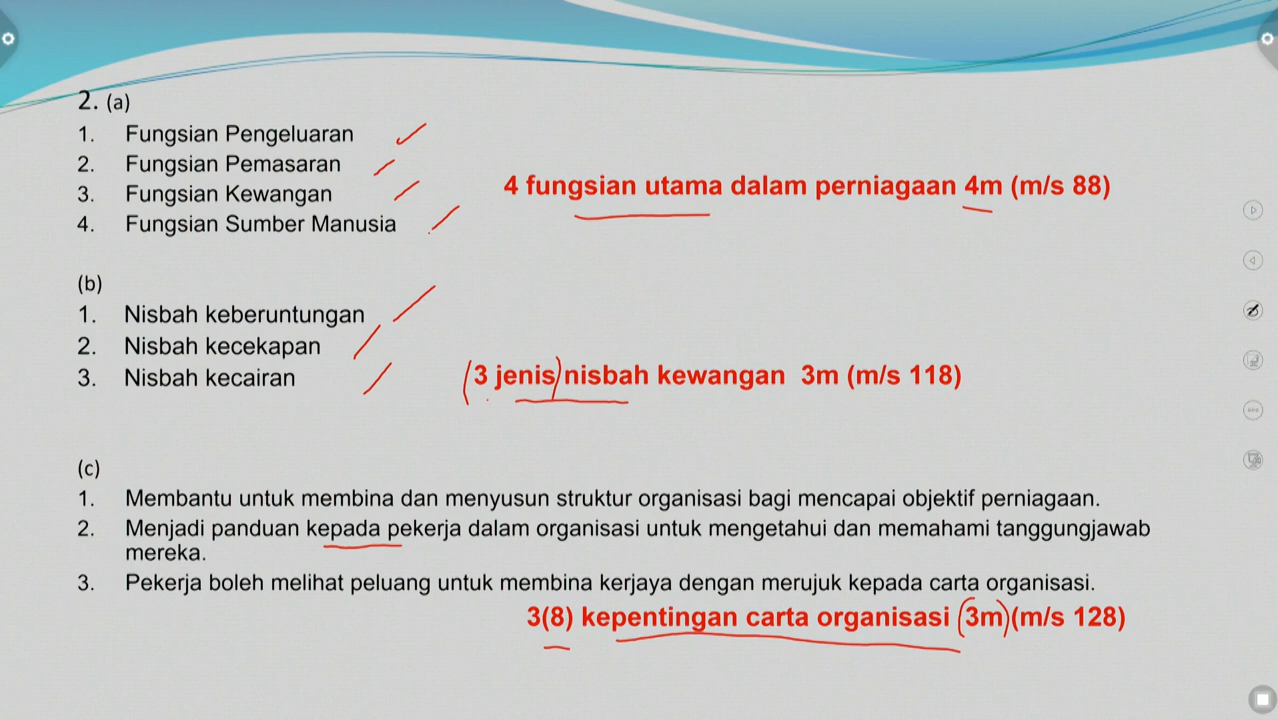 2. (a)
1. Fungsian Pengeluaran
2. Fungsian Pemasaran
3. Fungsian Kewangan
4. Fungsian Sumber Manusia
4 fungsian utama dalam perniagaan 4m (m/s 88)
(b)
1. Nisbah keberuntungan
2. Nisbah kecekapan
3. Nisbah kecairan
3 jenis nisbah kewangan 3m (m/s 118)
(c)
1. Membantu untuk membina dan menyusun struktur organisasi bagi mencapai objektif perniagaan.
2. Menjadi panduan kepada pekerja dalam organisasi untuk mengetahui dan memahami tanggungjawab
mereka.
3. Pekerja boleh melihat peluang untuk membina kerjaya dengan merujuk kepada carta organisasi.
3(8) kepentingan carta organisasi (3m)(m/s 128)